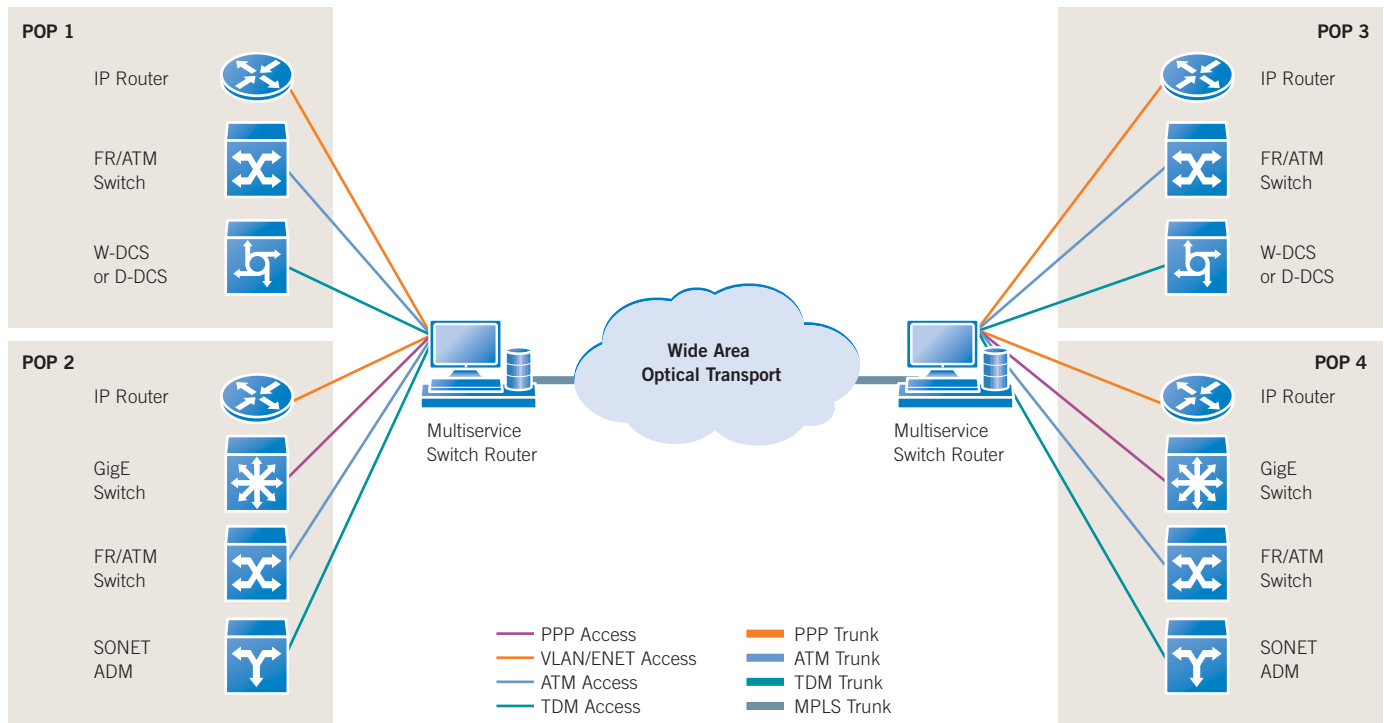 POP 1
IP Router
FR/ATM
Switch
W-DCS
or D-DCS
POP 2
IP Router
GigE
Switch
FR/ATM
Switch
SONET
ADM
Multiservice
Switch Router
Wide Area
Optical Transport
Multiservice
Switch Router
POP 3
IP Router
FR/ATM
Switch
W-DCS
or D-DCS
POP 4
IP Router
GigE
Switch
FR/ATM
Switch
SONET
ADM
PPP Access
VLAN/ENET Access
ATM Access
TDM Access
PPP Trunk
ATM Trunk
TDM Trunk
MPLS Trunk